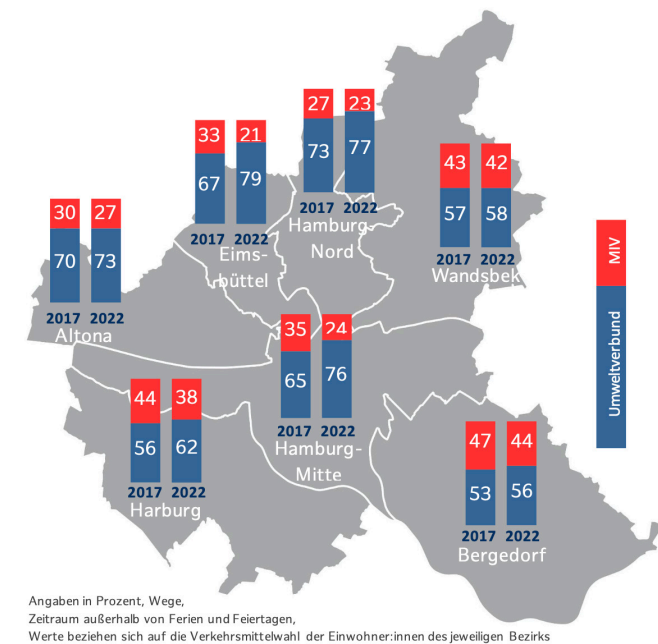 27 23
73 77
2017 2022
Hamburg-
Nord
33 21
67 79
2017 2022
Eims-
büttel
43 42
57 58
2017 2022
Wandsbek
30 27
70 73
2017 2022
Altona
MIV
Umweltverbund
35 24
65 76
2017 2022
Hamburg-
Mitte
44 38
56 62
2017 2022
Harburg
47 44
53 56
2017 2022
Bergedorf
Angaben in Prozent, Wege,
Zeitraum außerhalb von Ferien und Feiertagen,
Werte beziehen sich auf die Verkehrsmittelwahl der Einwohner:innen des jeweiligen Bezirks